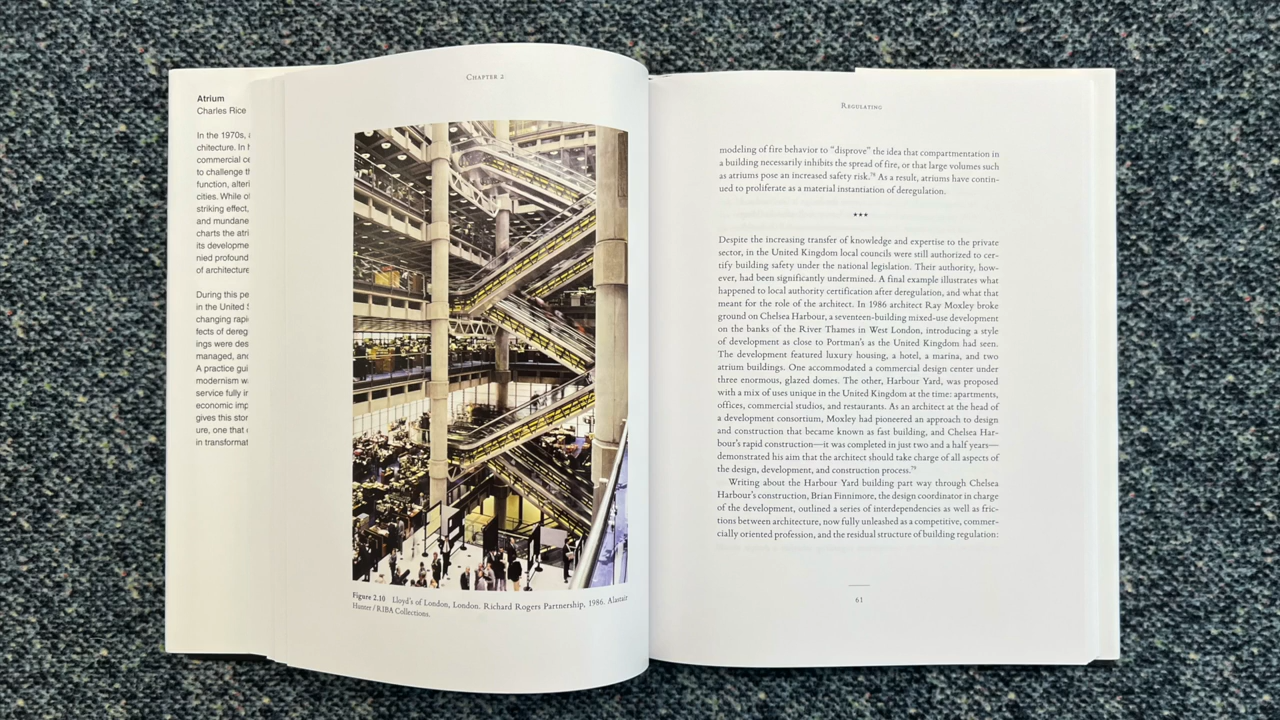 Atrium
Charles Rice
In the 1970s,
chitecture. In
commercial
to challenge
function,
cities. While
striking effect,
and mundane
charts the
its
nied profound
of architecture
During this
in the United
changing
fects of
ings were
managed, and
A practice
modernism
service fully
economic
gives this
ure, one that
in
CHAPTER 2
Figure 2.10 Lloyd's of London, London. Richard Rogers Partnership, 1986. Alastair
Hunter / RIBA Collections.
REGULATING
modeling of fire behavior to “disprove” the idea that compartmentation in
a building necessarily inhibits the spread of fire, or that large volumes such
as atriums pose an increased safety risk.78 As a result, atriums have contin-
ued to proliferate as a material instantiation of deregulation.
★★★
Despite the increasing transfer of knowledge and expertise to the private
sector, in the United Kingdom local councils were still authorized to cer-
tify building safety under the national legislation. Their authority, how-
ever, had been significantly undermined. A final example illustrates what
happened to local authority certification after deregulation, and what that
meant for the role of the architect. In 1986 architect Ray Moxley broke
ground on Chelsea Harbour, a seventeen-building mixed-use development
on the banks of the River Thames in West London, introducing a style
of development as close to Portman's as the United Kingdom had seen.
The development featured luxury housing, a hotel, a marina, and two
atrium buildings. One accommodated a commercial design center under
three enormous, glazed domes. The other, Harbour Yard, was proposed
with a mix of uses unique in the United Kingdom at the time: apartments,
offices, commercial studios, and restaurants. As an architect at the head of
a development consortium, Moxley had pioneered an approach to design
and construction that became known as fast building, and Chelsea Har-
bour's rapid construction—it was completed in just two and a half years—
demonstrated his aim that the architect should take charge of all aspects of
the design, development, and construction process.79
Writing about the Harbour Yard building part way through Chelsea
Harbour's construction, Brian Finnimore, the design coordinator in charge
of the development, outlined a series of interdependencies as well as fric-
tions between architecture, now fully unleashed as a competitive, commer-
cially oriented profession, and the residual structure of building regulation:
61